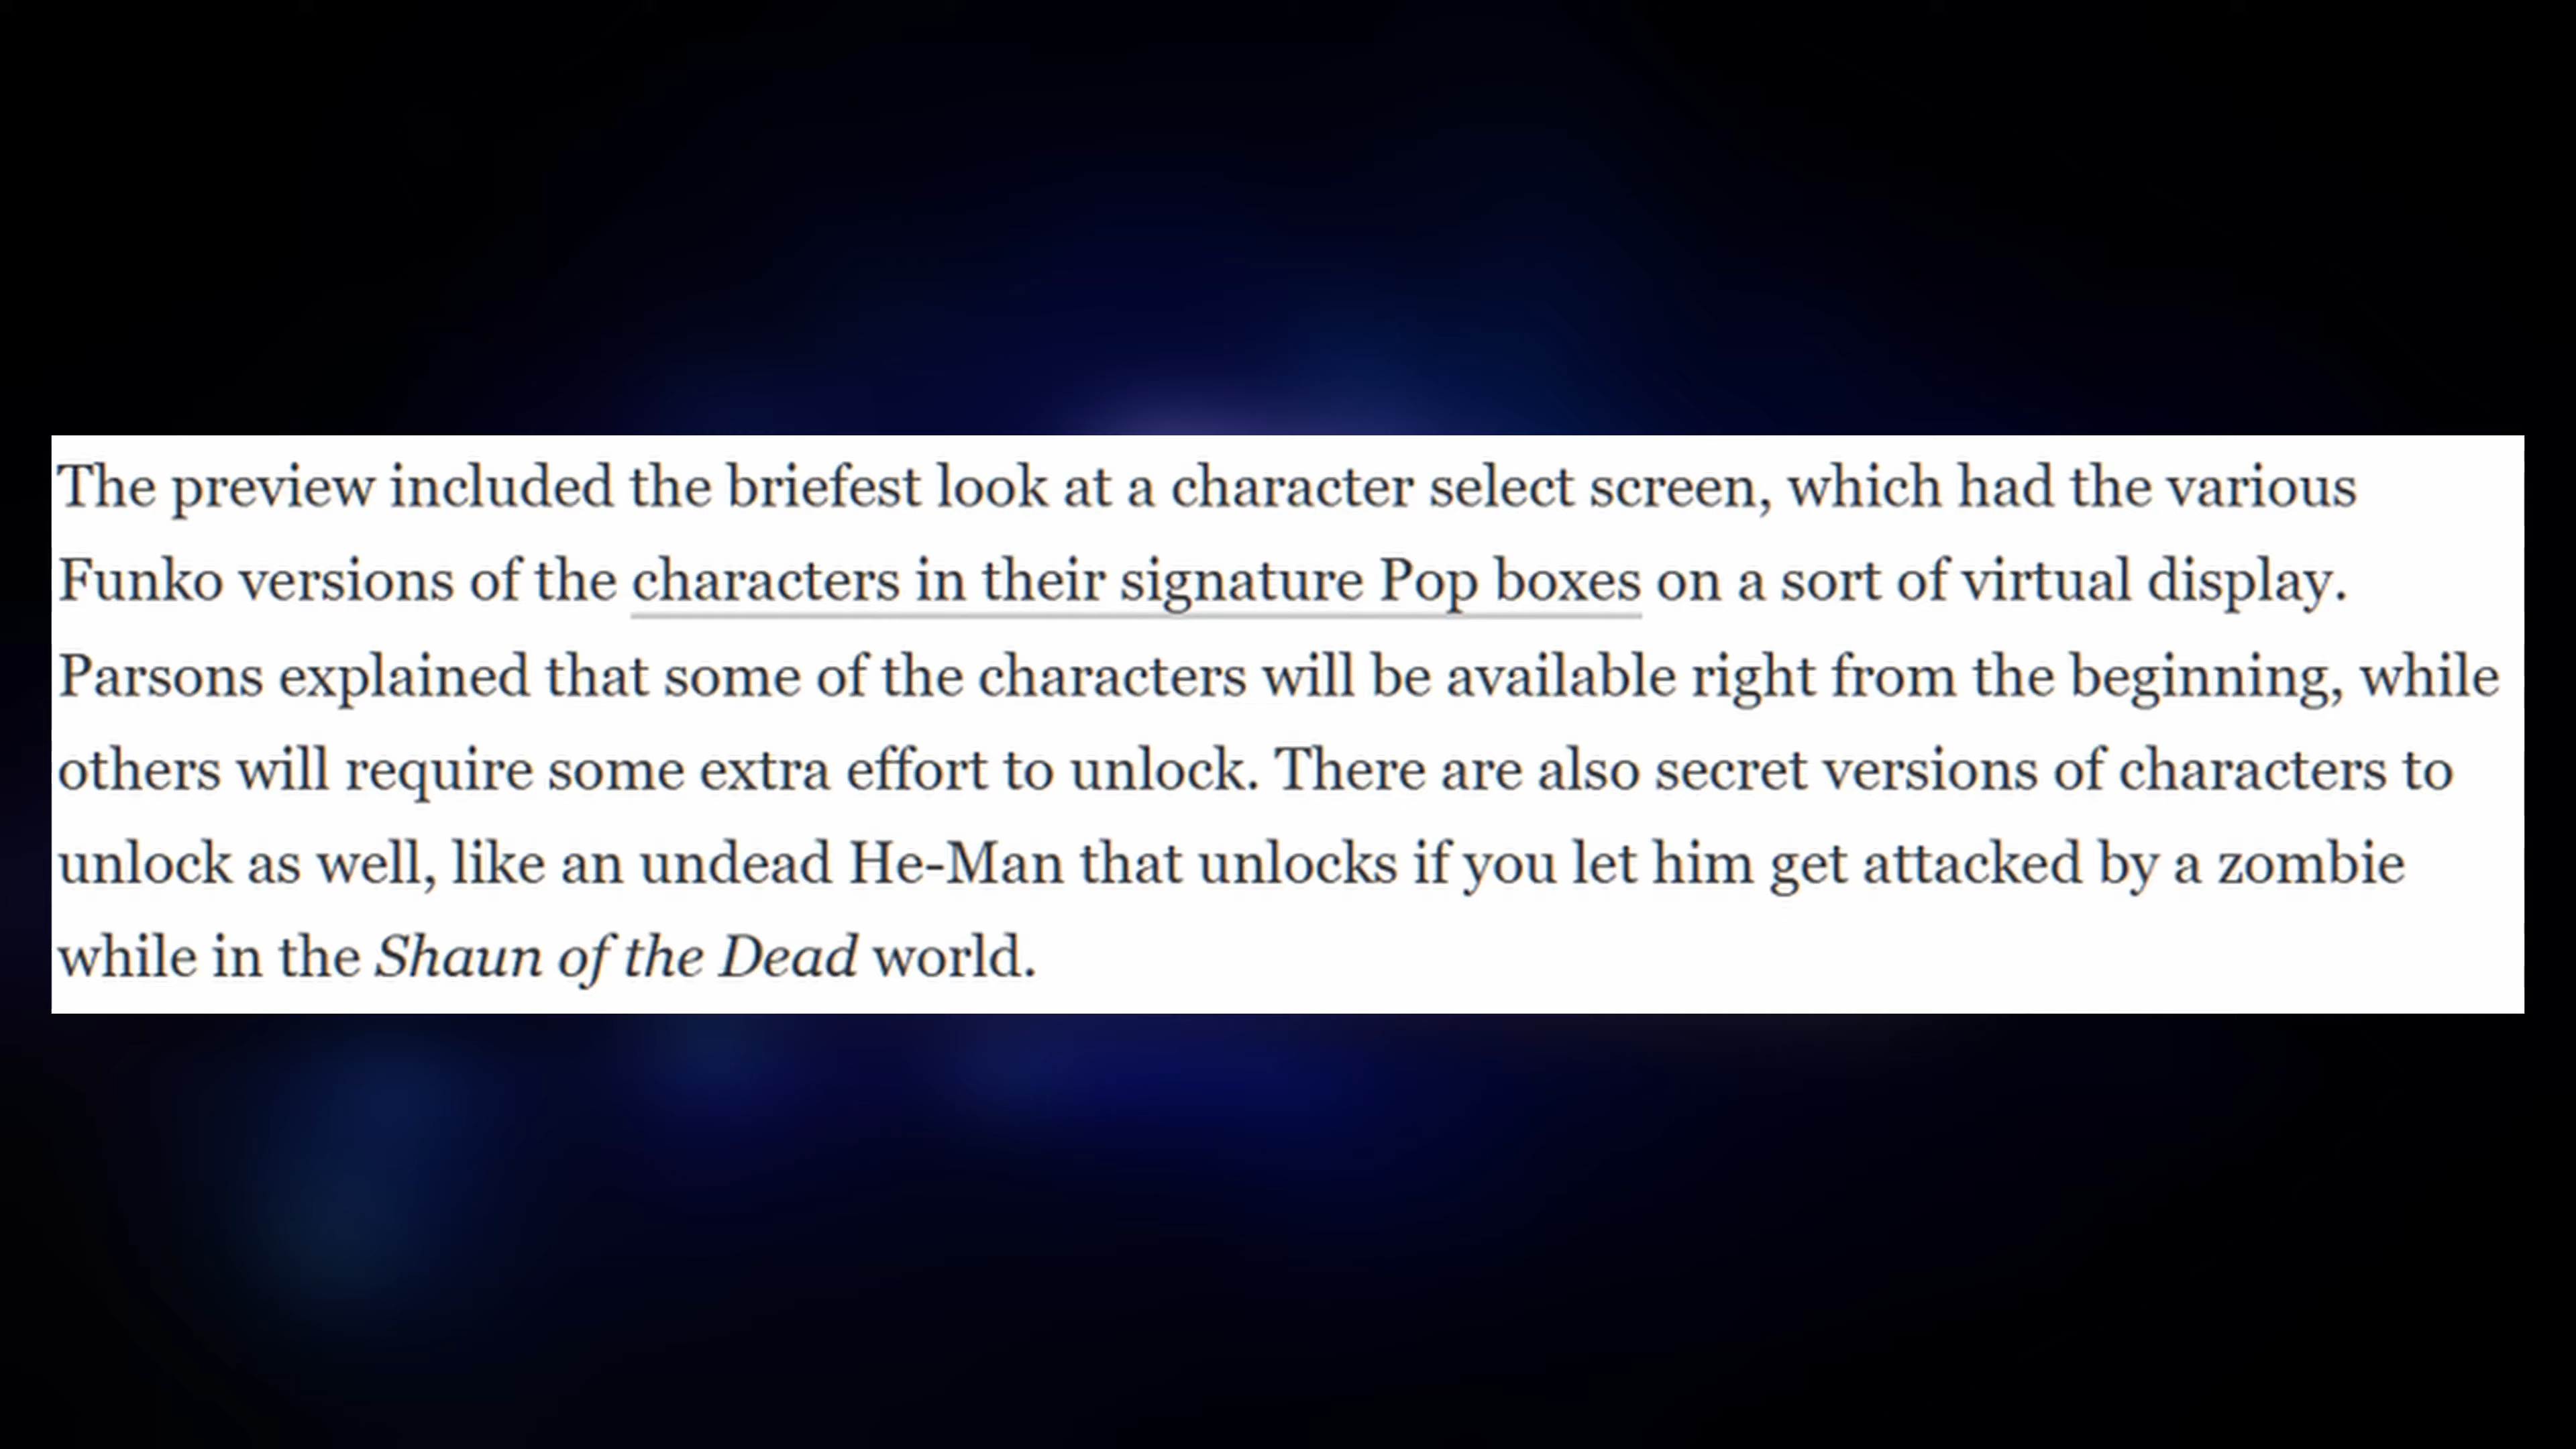 The preview included the briefest look at a character select screen, which had the various
Funko versions of the characters in their signature Pop boxes on a sort of virtual display.
Parsons explained that some of the characters will be available right from the beginning, while
others will require some extra effort to unlock. There are also secret versions of characters to
unlock as well, like an undead He-Man that unlocks if you let him get attacked by a zombie
while in the Shaun of the Dead world.